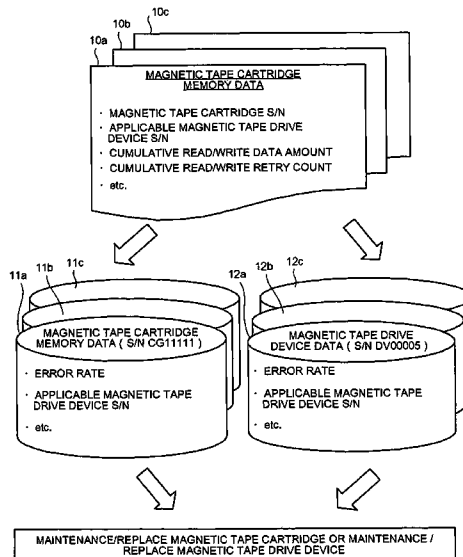 10c
10b
10a
MAGNETIC TAPE CARTRIDGE
MEMORY DATA
· MAGNETIC TAPE CARTRIDGE S/N
· APPLICABLE MAGNETIC TAPE DRIVE
DEVICE S/N
· CUMULATIVE READ/WRITE DATA AMOUNT
· CUMULATIVE READ/WRITE RETRY COUNT
· etc.
11c
11b
11a
MAGNETIC TAPE CARTRIDGE
MEMORY DATA ( S/N CG11111 )
· ERROR RATE
· APPLICABLE MAGNETIC TAPE
DRIVE DEVICE S/N
· etc.
12c
12b
12a
MAGNETIC TAPE DRIVE
DEVICE DATA ( S/N DV00005 )
· ERROR RATE
· APPLICABLE MAGNETIC TAPE
DRIVE DEVICE S/N
· etc.
MAINTENANCE/REPLACE MAGNETIC TAPE CARTRIDGE OR MAINTENANCE /
REPLACE MAGNETIC TAPE DRIVE DEVICE